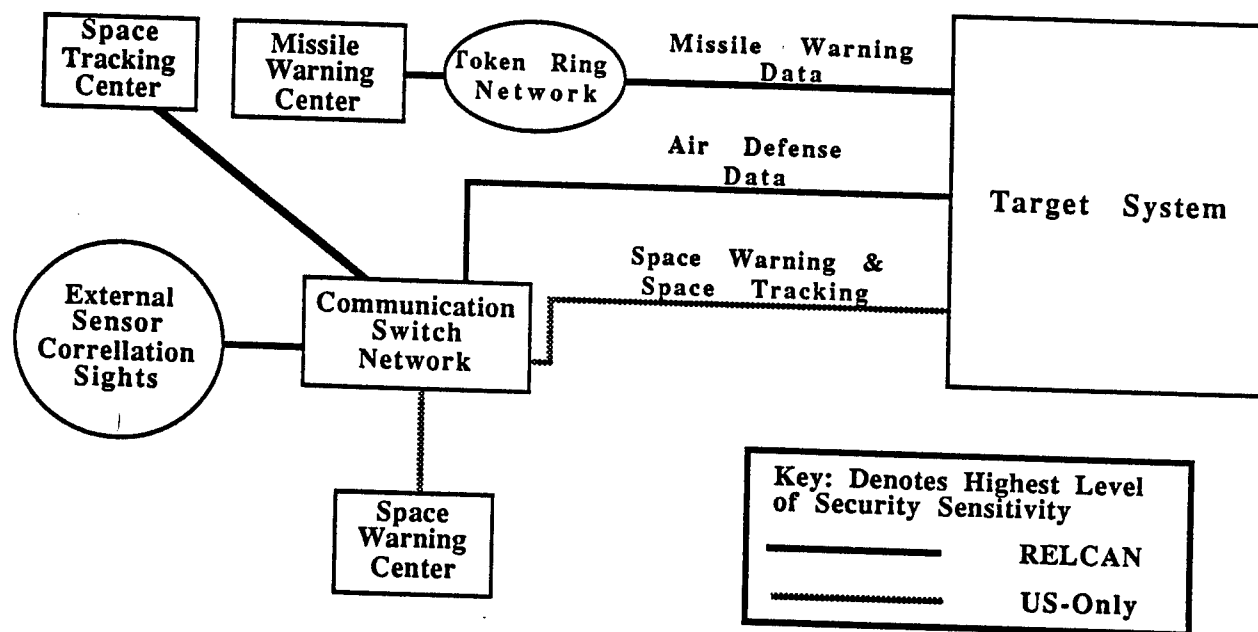 Space
Tracking
Center
Missile
Warning
Center
Token Ring
Network
Missile Warning
Data
Air Defense
Data
Target System
Space Warning &
Space Tracking
External
Sensor
Correllation
Sights
Communication
Switch
Network
Space
Warning
Center
Key: Denotes Highest Level
of Security Sensitivity
RELCAN
US-Only